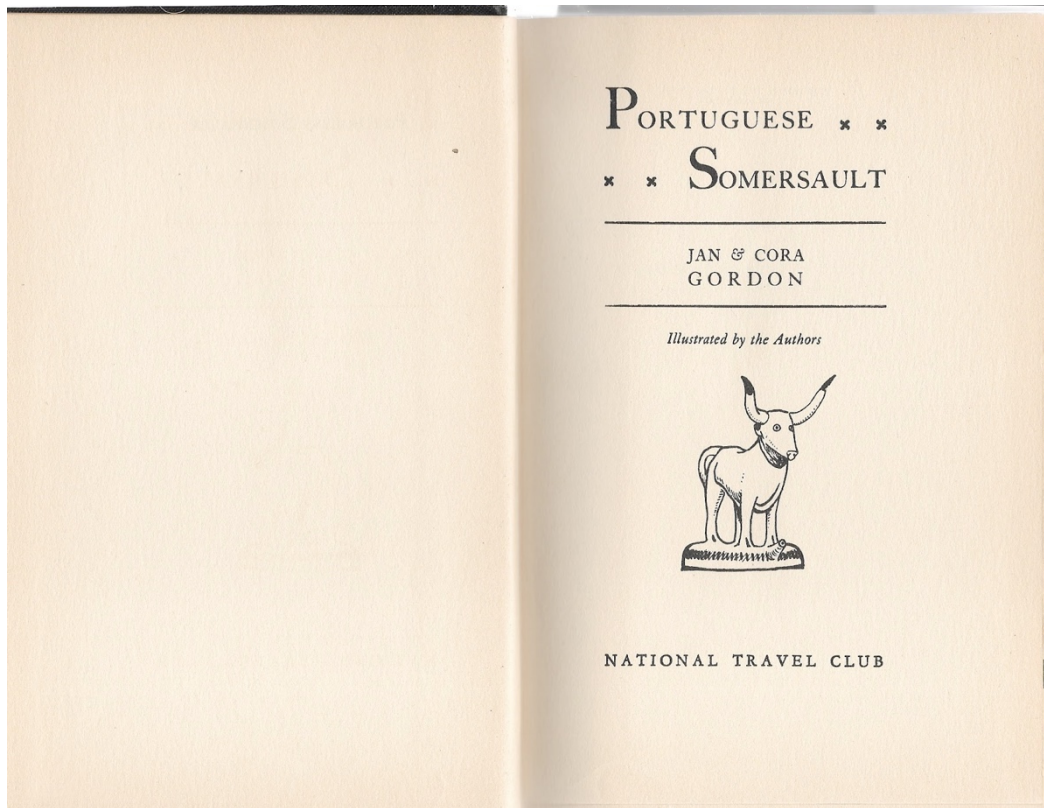 PORTUGUESE × ×
× × SOMERSAULT
JAN & CORA
GORDON
Illustrated by the Authors
NATIONAL TRAVEL CLUB